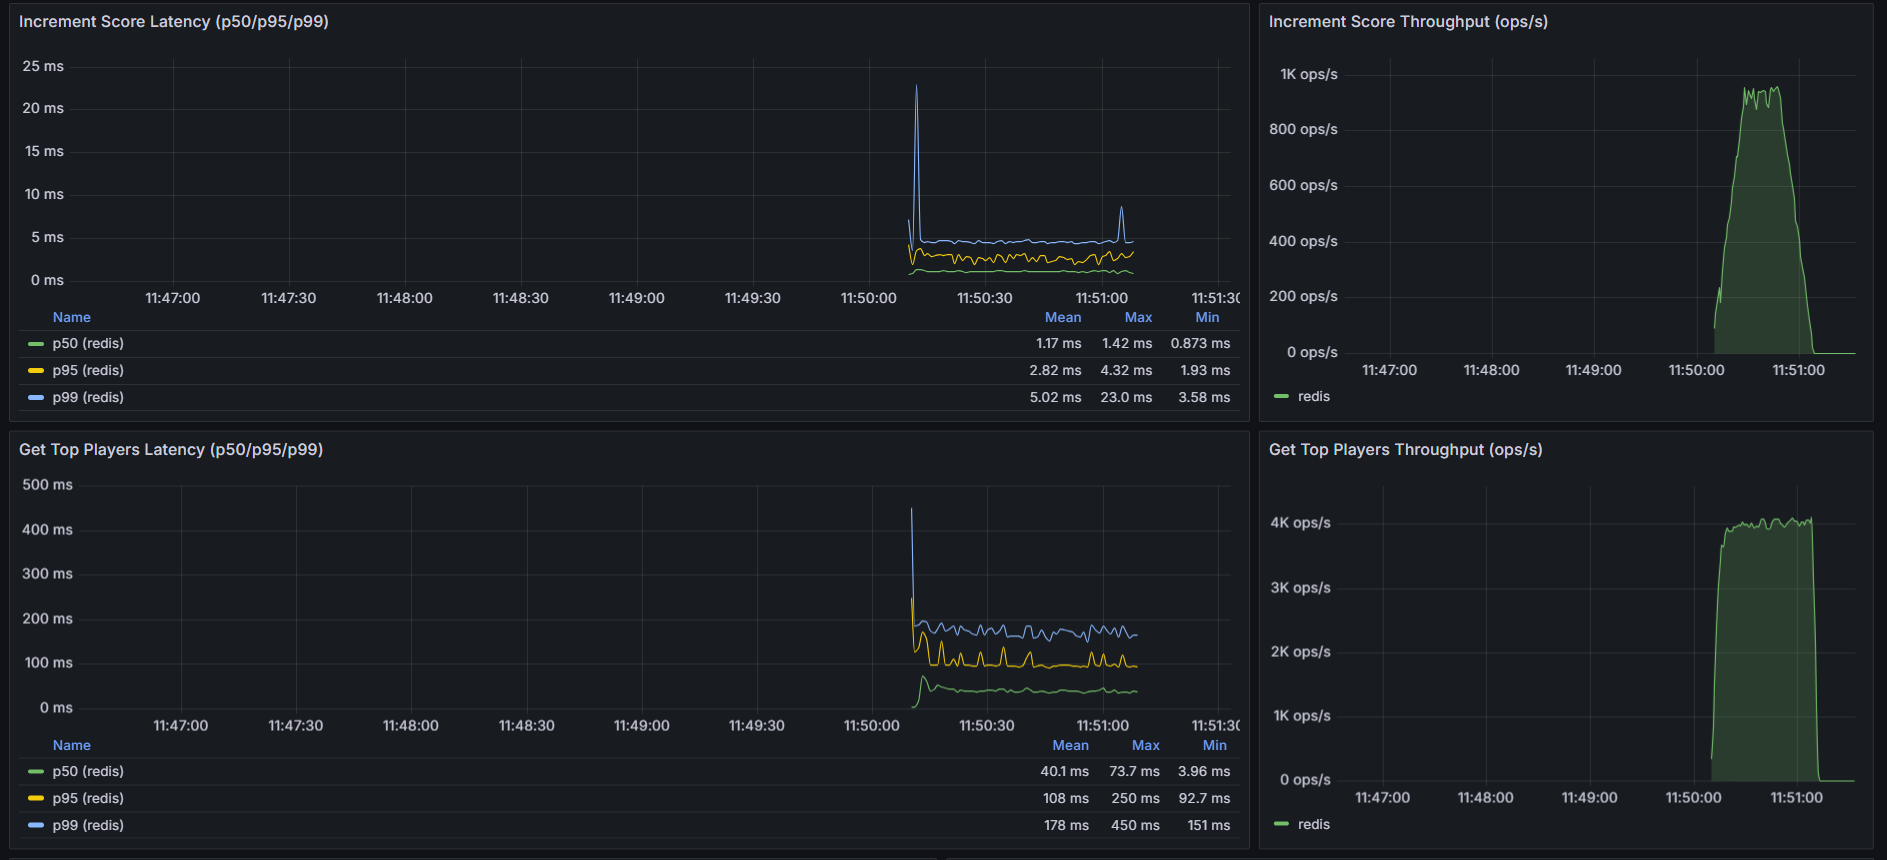 Increment Score Latency (p50/p95/p99)
25 ms
20 ms
15 ms
10 ms
5 ms
0 ms
11:47:00 11:47:30 11:48:00 11:48:30 11:49:00 11:49:30 11:50:00 11:50:30 11:51:00 11:51:30
Name Mean Max Min
p50 (redis) 1.17 ms 1.42 ms 0.873 ms
p95 (redis) 2.82 ms 4.32 ms 1.93 ms
p99 (redis) 5.02 ms 23.0 ms 3.58 ms
Increment Score Throughput (ops/s)
1K ops/s
800 ops/s
600 ops/s
400 ops/s
200 ops/s
0 ops/s
11:47:00 11:48:00 11:49:00 11:50:00 11:51:00
redis
Get Top Players Latency (p50/p95/p99)
500 ms
400 ms
300 ms
200 ms
100 ms
0 ms
11:47:00 11:47:30 11:48:00 11:48:30 11:49:00 11:49:30 11:50:00 11:50:30 11:51:00 11:51:30
Name Mean Max Min
p50 (redis) 40.1 ms 73.7 ms 3.96 ms
p95 (redis) 108 ms 250 ms 92.7 ms
p99 (redis) 178 ms 450 ms 151 ms
Get Top Players Throughput (ops/s)
4K ops/s
3K ops/s
2K ops/s
1K ops/s
0 ops/s
11:47:00 11:48:00 11:49:00 11:50:00 11:51:00
redis